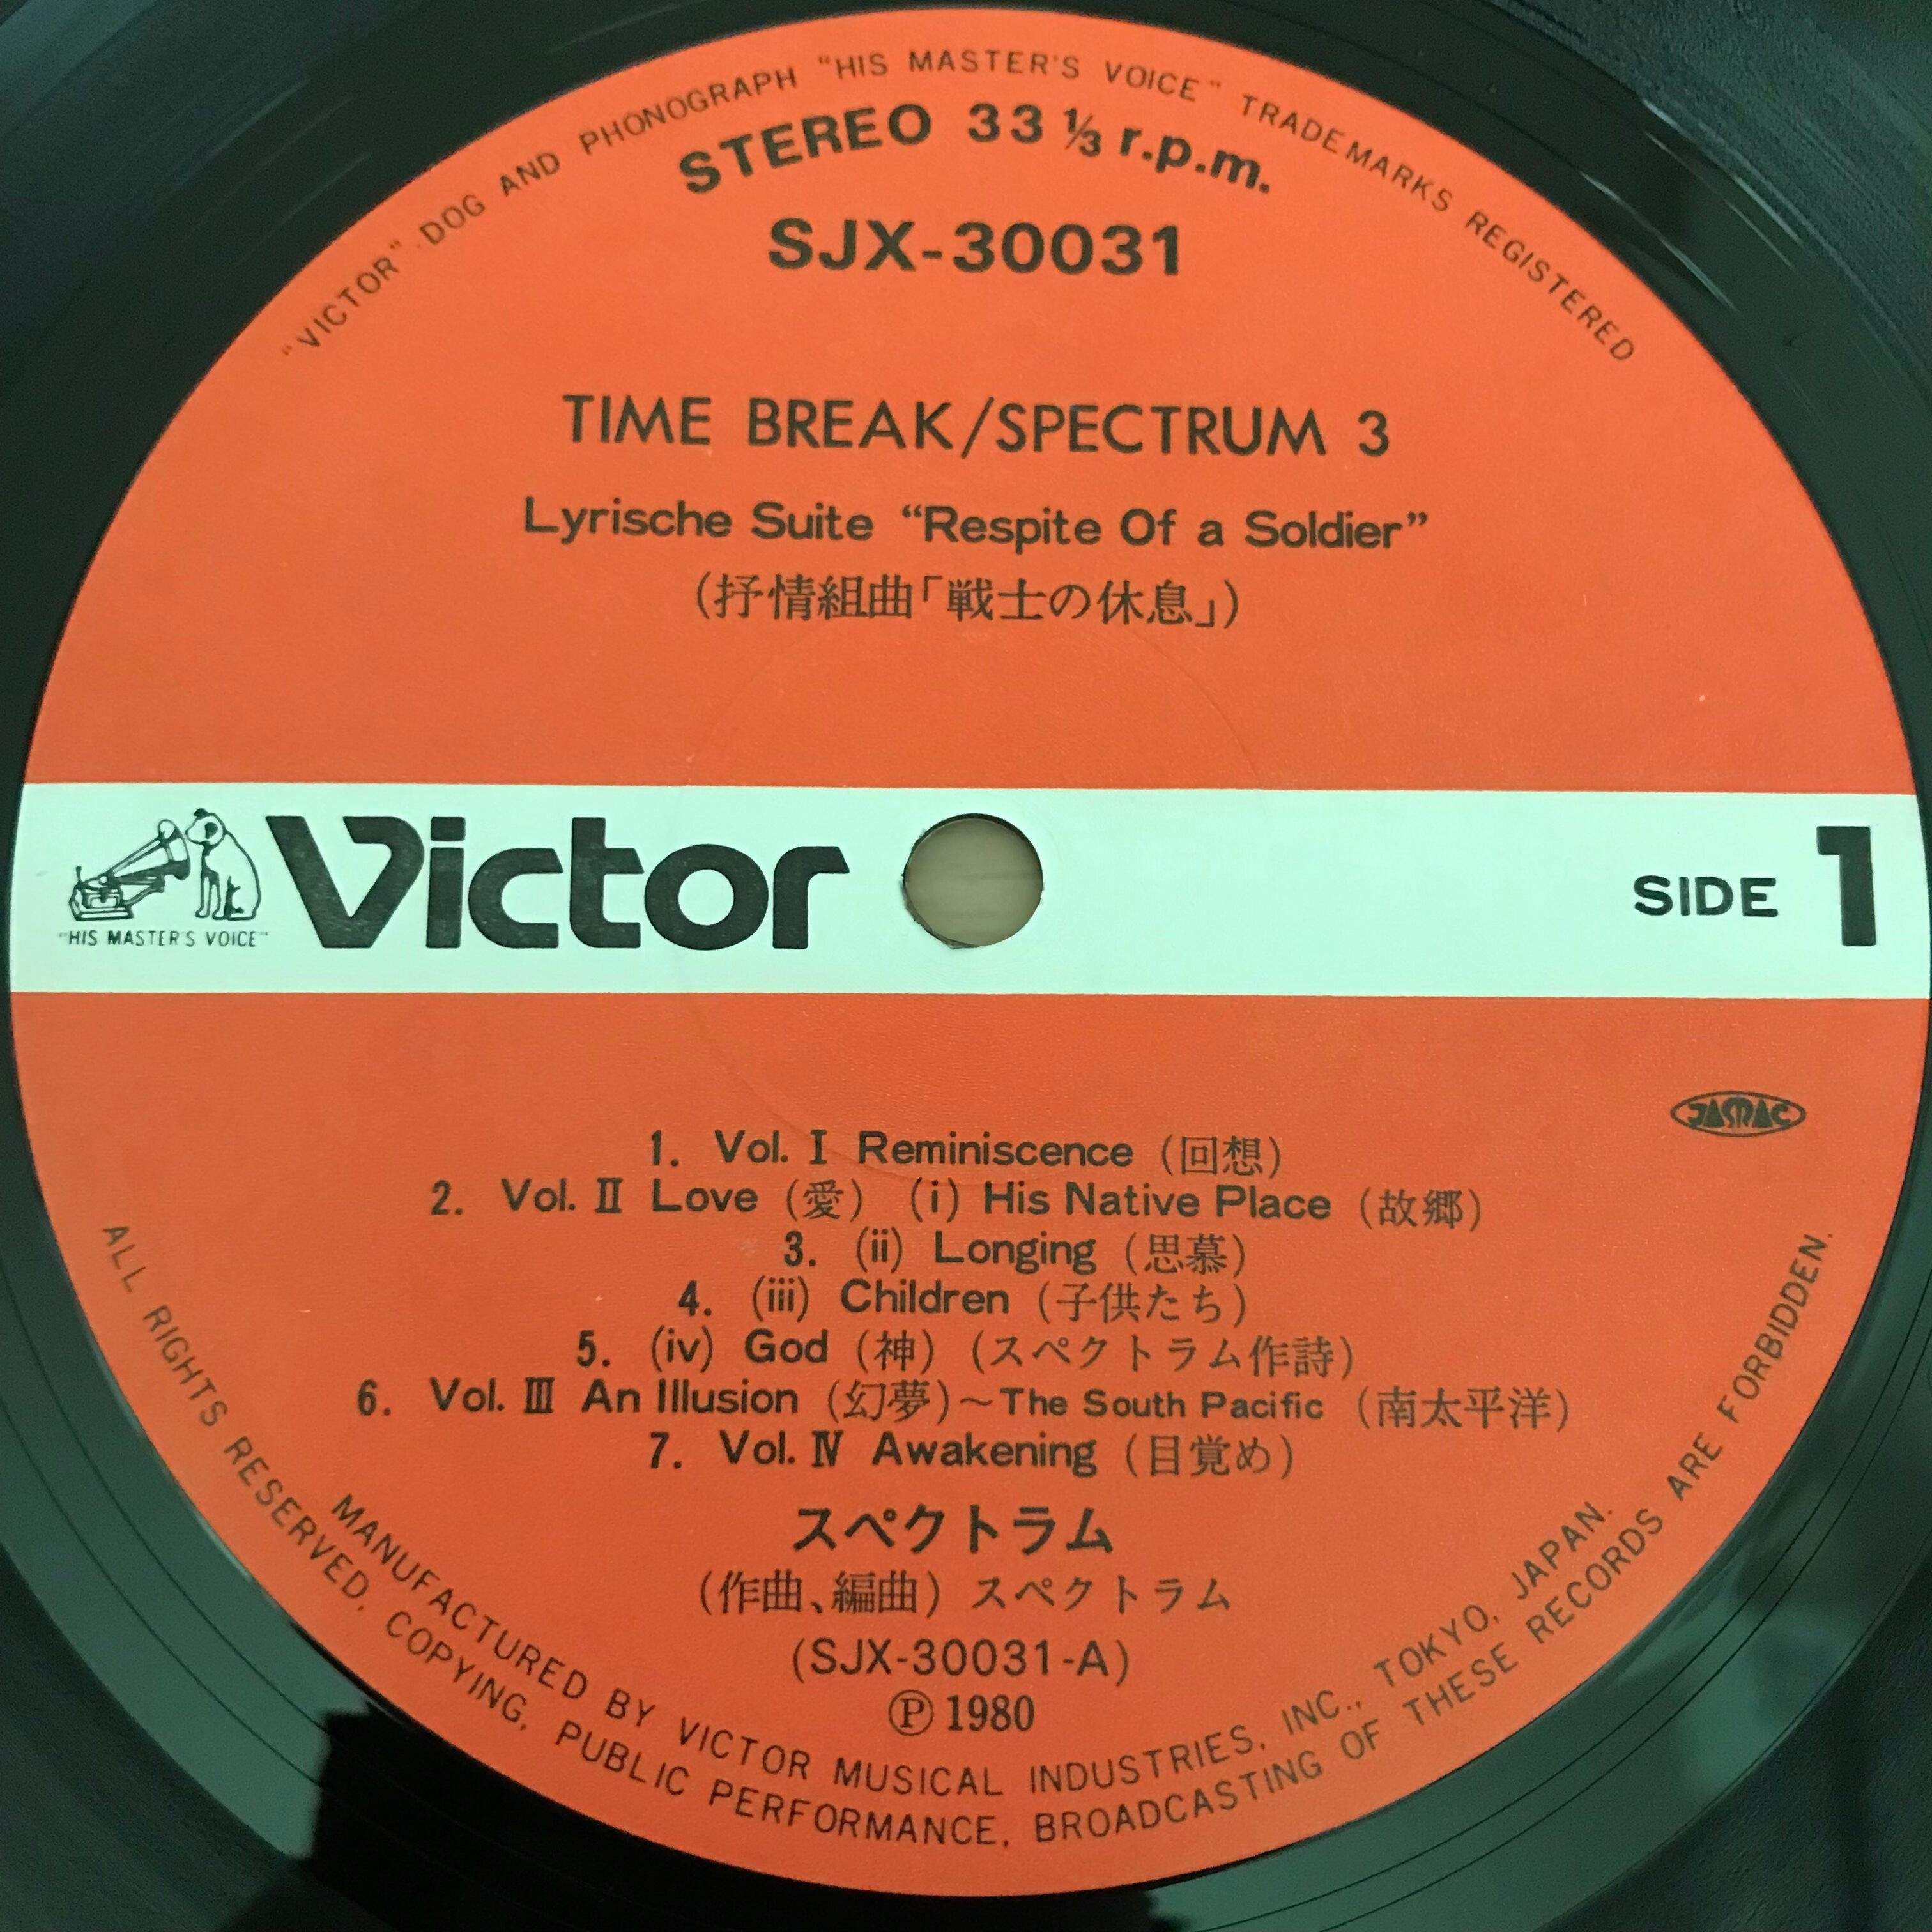 "VICTOR" DOG AND PHONOGRAPH "HIS MASTER'S VOICE" TRADEMARKS REGISTERED
STEREO 33 ⅓ r.p.m.
SJX-30031
TIME BREAK/SPECTRUM 3
Lyrische Suite “Respite Of a Soldier”
(抒情組曲「戦士の休息」)
"HIS MASTER'S VOICE"
Victor
SIDE 1
JASRAC
1. Vol. Ⅰ Reminiscence (回想)
2. Vol. Ⅱ Love (愛) (i) His Native Place (故郷)
3. (ii) Longing (思慕)
4. (iii) Children (子供たち)
5. (iv) God (神) (スペクトラム作詩)
6. Vol. Ⅲ An Illusion (幻夢)~The South Pacific (南太平洋)
7. Vol. Ⅳ Awakening (目覚め)
スペクトラム
(作曲、編曲) スペクトラム
(SJX-30031-A)
Ⓟ 1980
MANUFACTURED BY VICTOR MUSICAL INDUSTRIES, INC., TOKYO, JAPAN.
ALL RIGHTS RESERVED, COPYING, PUBLIC PERFORMANCE, BROADCASTING OF THESE RECORDS ARE FORBIDDEN.